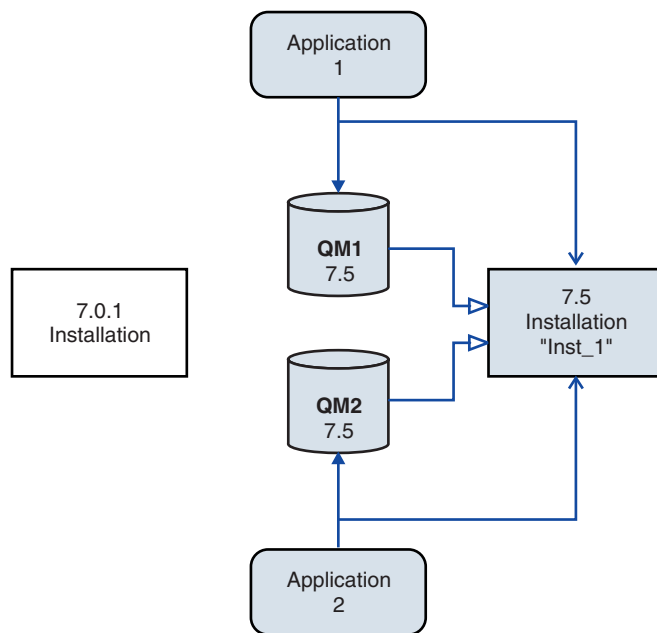 Application
1
QM1
7.5
7.0.1
Installation
7.5
Installation
"Inst_1"
QM2
7.5
Application
2